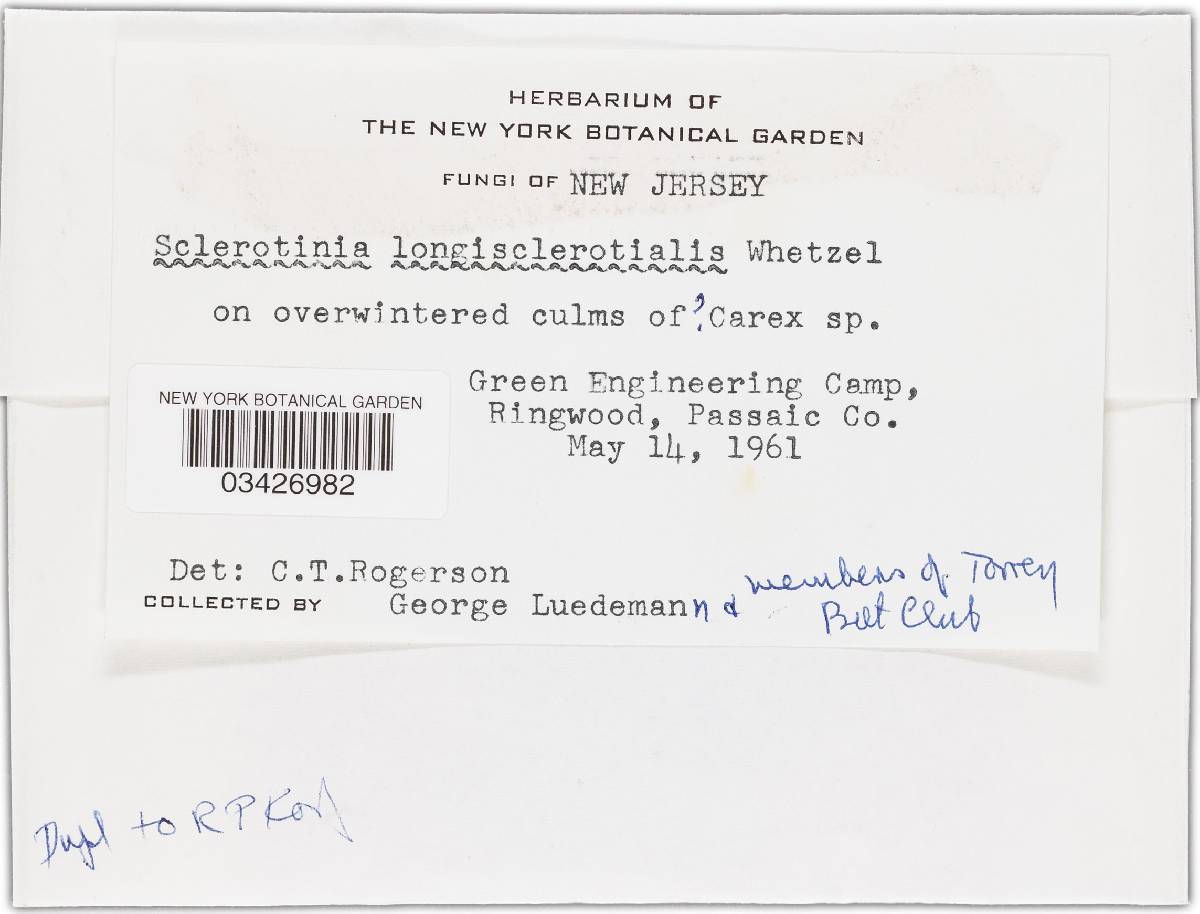 HERBARIUM OF
THE NEW YORK BOTANICAL GARDEN
FUNGI OF NEW JERSEY
Sclerotinia longisclerotialis Whetzel
on overwintered culms of ? Carex sp.
Green Engineering Camp,
Ringwood, Passaic Co.
May 14, 1961
NEW YORK BOTANICAL GARDEN
03426982
Det: C.T.Rogerson
COLLECTED BY George Luedemann & members of Torrey
Bot Club
Dupl to R P Korf